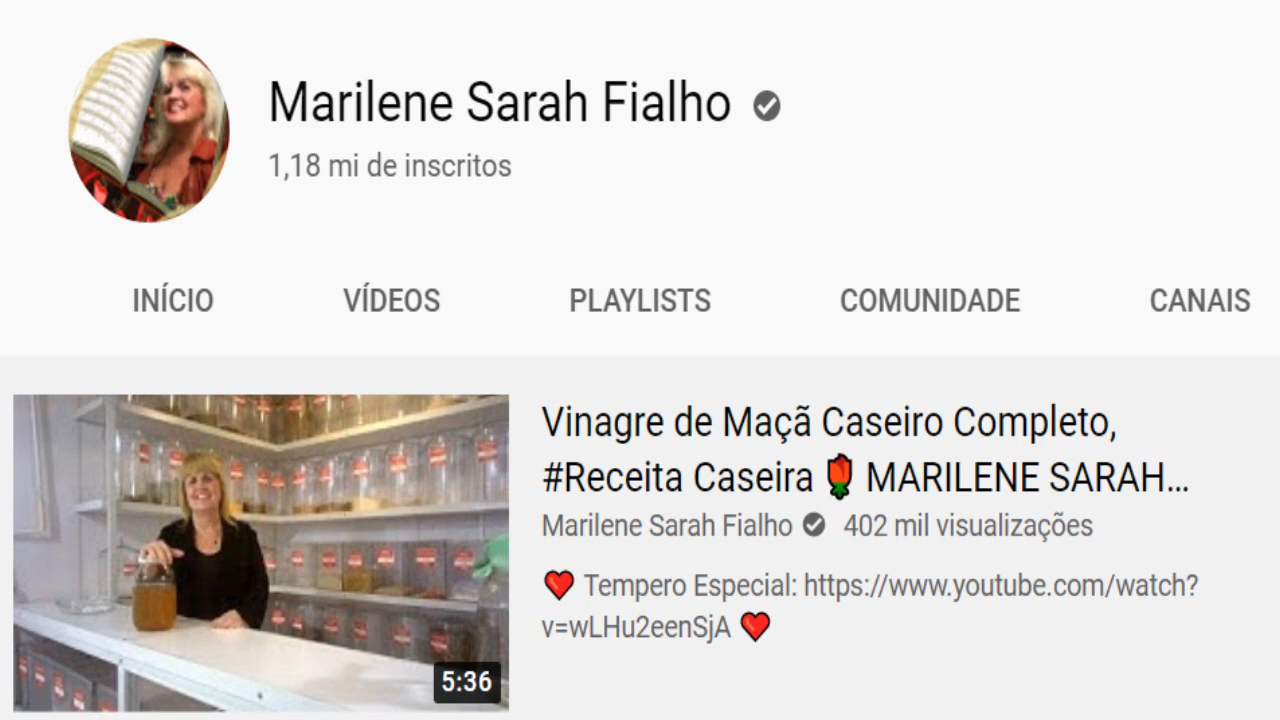 Marilene Sarah Fialho
1,18 mi de inscritos
INÍCIO VÍDEOS PLAYLISTS COMUNIDADE CANAIS
Vinagre de Maçã Caseiro Completo,
#Receita Caseira🌹MARILENE SARAH...
Marilene Sarah Fialho 402 mil visualizações
❤️ Tempero Especial: https://www.youtube.com/watch?
v=wLHu2eenSjA ❤️
5:36